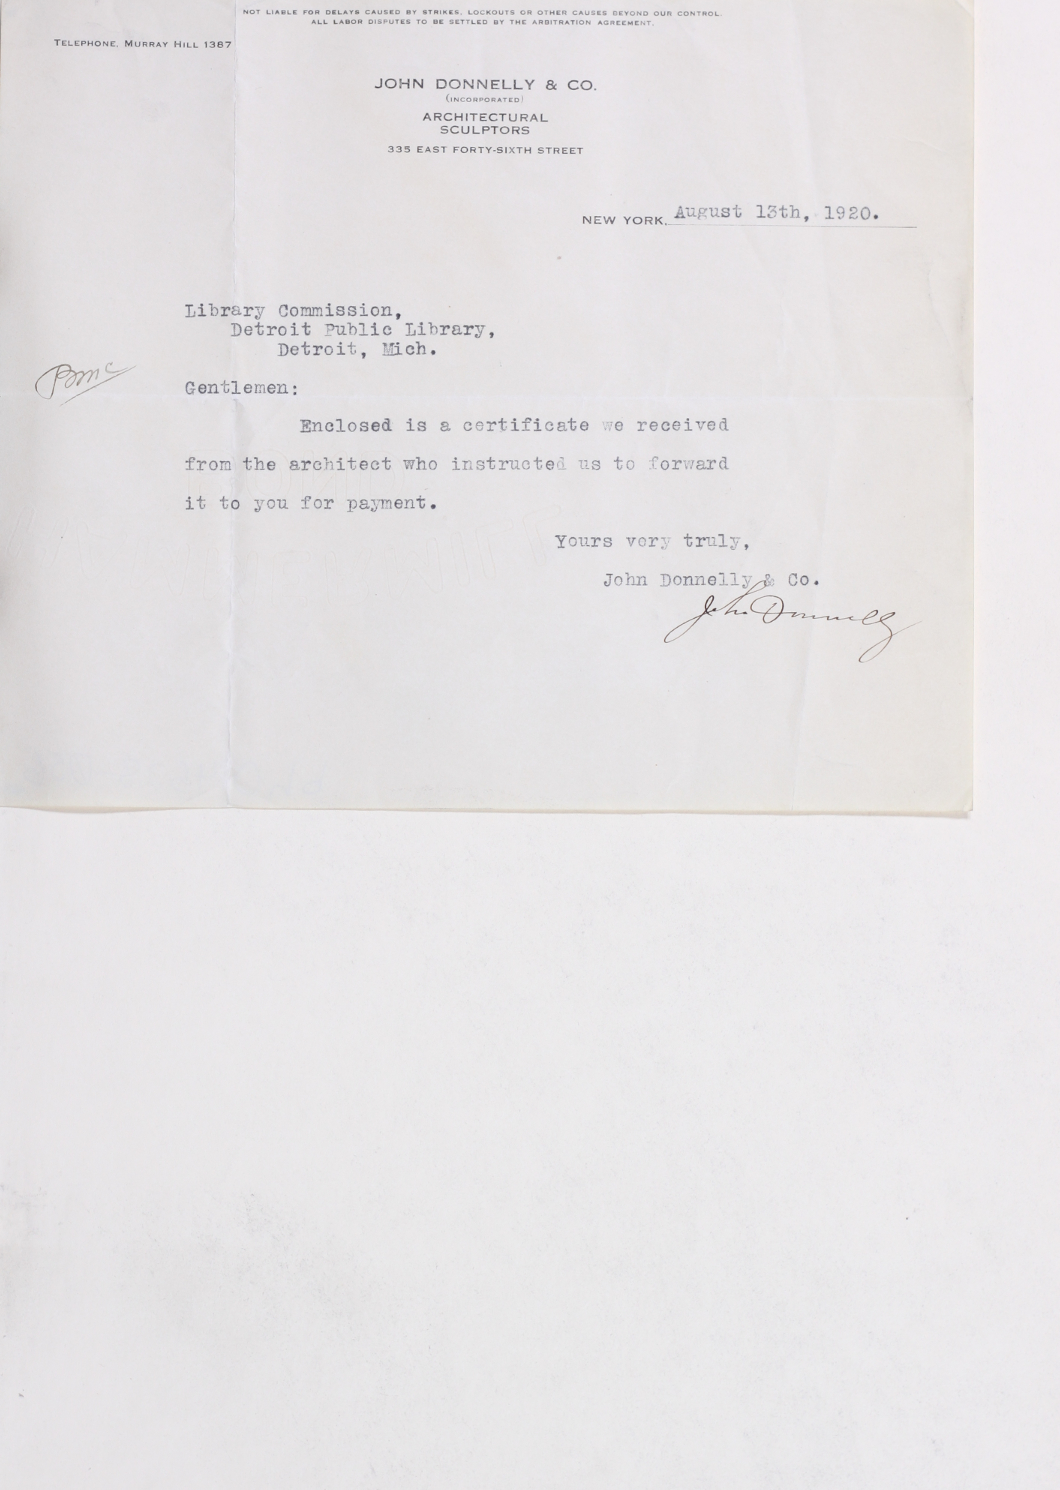 NOT LIABLE FOR DELAYS CAUSED BY STRIKES, LOCKOUTS OR OTHER CAUSES BEYOND OUR CONTROL.
ALL LABOR DISPUTES TO BE SETTLED BY THE ARBITRATION AGREEMENT.
TELEPHONE, MURRAY HILL 1387
JOHN DONNELLY & CO.
(INCORPORATED)
ARCHITECTURAL
SCULPTORS
335 EAST FORTY-SIXTH STREET
NEW YORK, August 13th, 1920.
Library Commission,
Detroit Public Library,
Detroit, Mich.
Gentlemen:
Enclosed is a certificate we received
from the architect who instructed us to forward
it to you for payment.
Yours very truly,
John Donnelly & Co.
John Donnelly